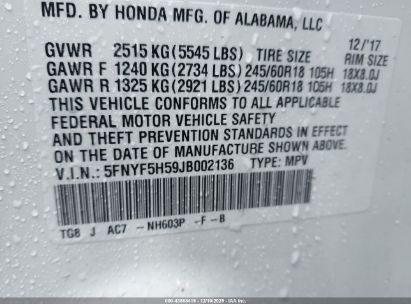 MFD. BY HONDA MFG. OF ALABAMA, LLC
12/'17
GVWR 2515 KG (5545 LBS) TIRE SIZE RIM SIZE
GAWR F 1240 KG (2734 LBS) 245/60R18 105H 18X8.0J
GAWR R 1325 KG (2921 LBS) 245/60R18 105H 18X8.0J
THIS VEHICLE CONFORMS TO ALL APPLICABLE
FEDERAL MOTOR VEHICLE SAFETY
AND THEFT PREVENTION STANDARDS IN EFFECT
ON THE DATE OF MANUFACTURE SHOWN ABOVE.
V.I.N.: 5FNYF5H59JB002136 TYPE: MPV
TG8 J AC7 - NH603P -F -B